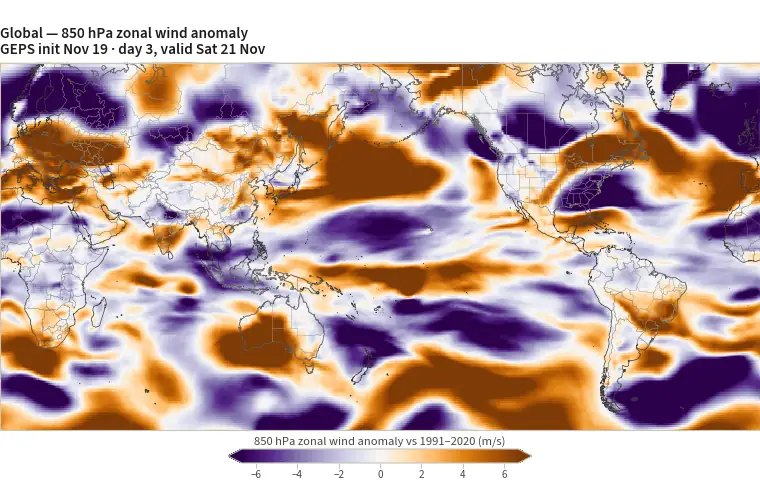 Global — 850 hPa zonal wind anomaly
GEPS init Nov 19 · day 3, valid Sat 21 Nov
850 hPa zonal wind anomaly vs 1991–2020 (m/s)
−6 −4 −2 0 2 4 6